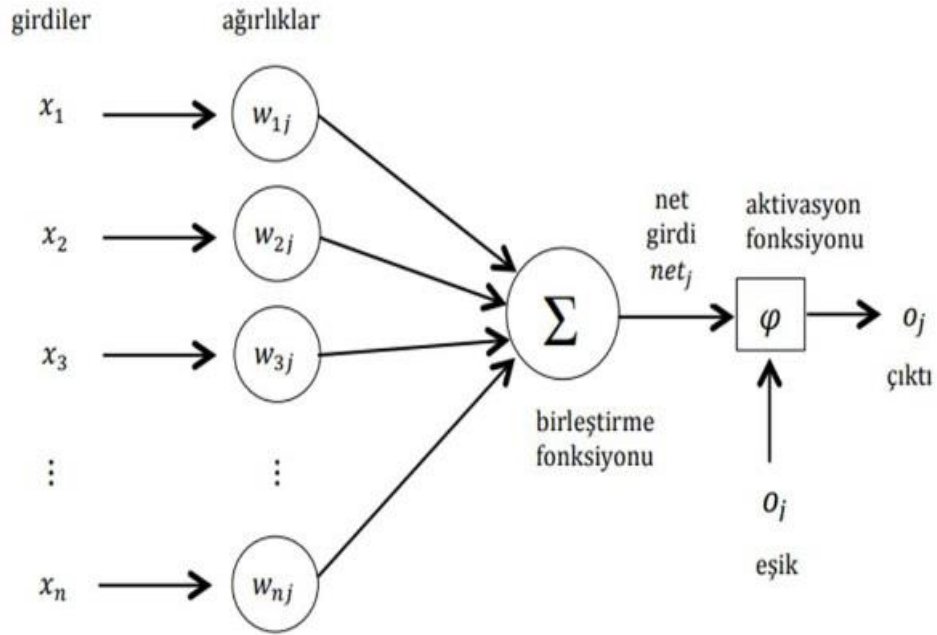 girdiler
ağırlıklar
x₁
w₁ⱼ
x₂
w₂ⱼ
x₃
w₃ⱼ
⋮
⋮
xₙ
wₙⱼ
∑
birleştirme
fonksiyonu
net
girdi
netⱼ
aktivasyon
fonksiyonu
φ
oⱼ
çıktı
oⱼ
eşik